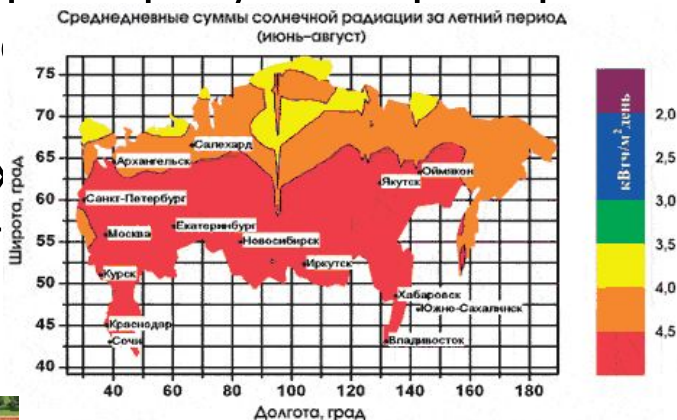 Среднедневные суммы солнечной радиации за летний период
(июнь–август)
75
70
65
60
55
50
45
40
Широта, град
Салехард
Архангельск
Оймякон
Якутск
Санкт-Петербург
Екатеринбург
Москва
Новосибирск
Иркутск
Курск
Хабаровск
Южно-Сахалинск
Краснодар
Сочи
Владивосток
40 60 80 100 120 140 160 180
Долгота, град
кВтч/м² день
2,0
2,5
3,0
3,5
4,0
4,5